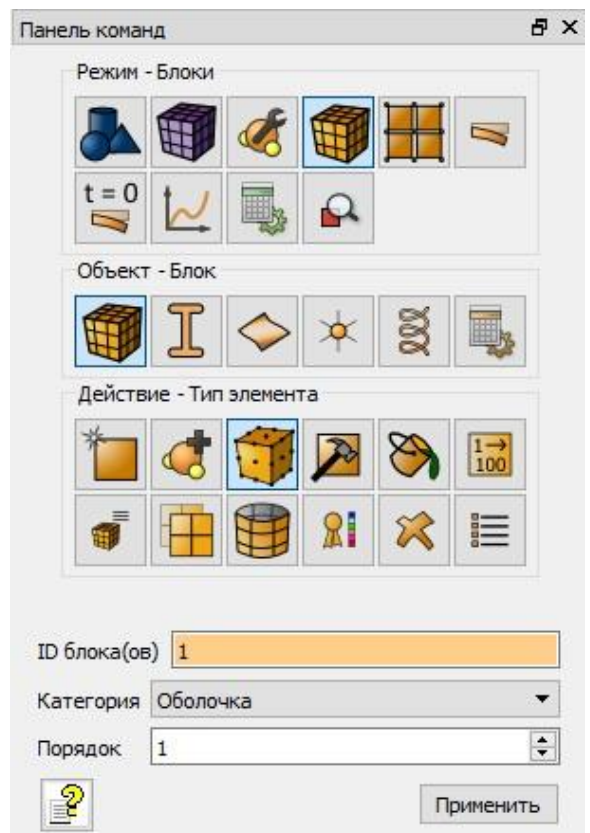 Панель команд
Режим - Блоки
t = 0
Объект - Блок
Действие - Тип элемента
1→
100
ID блока(ов) 1
Категория Оболочка
Порядок 1
Применить